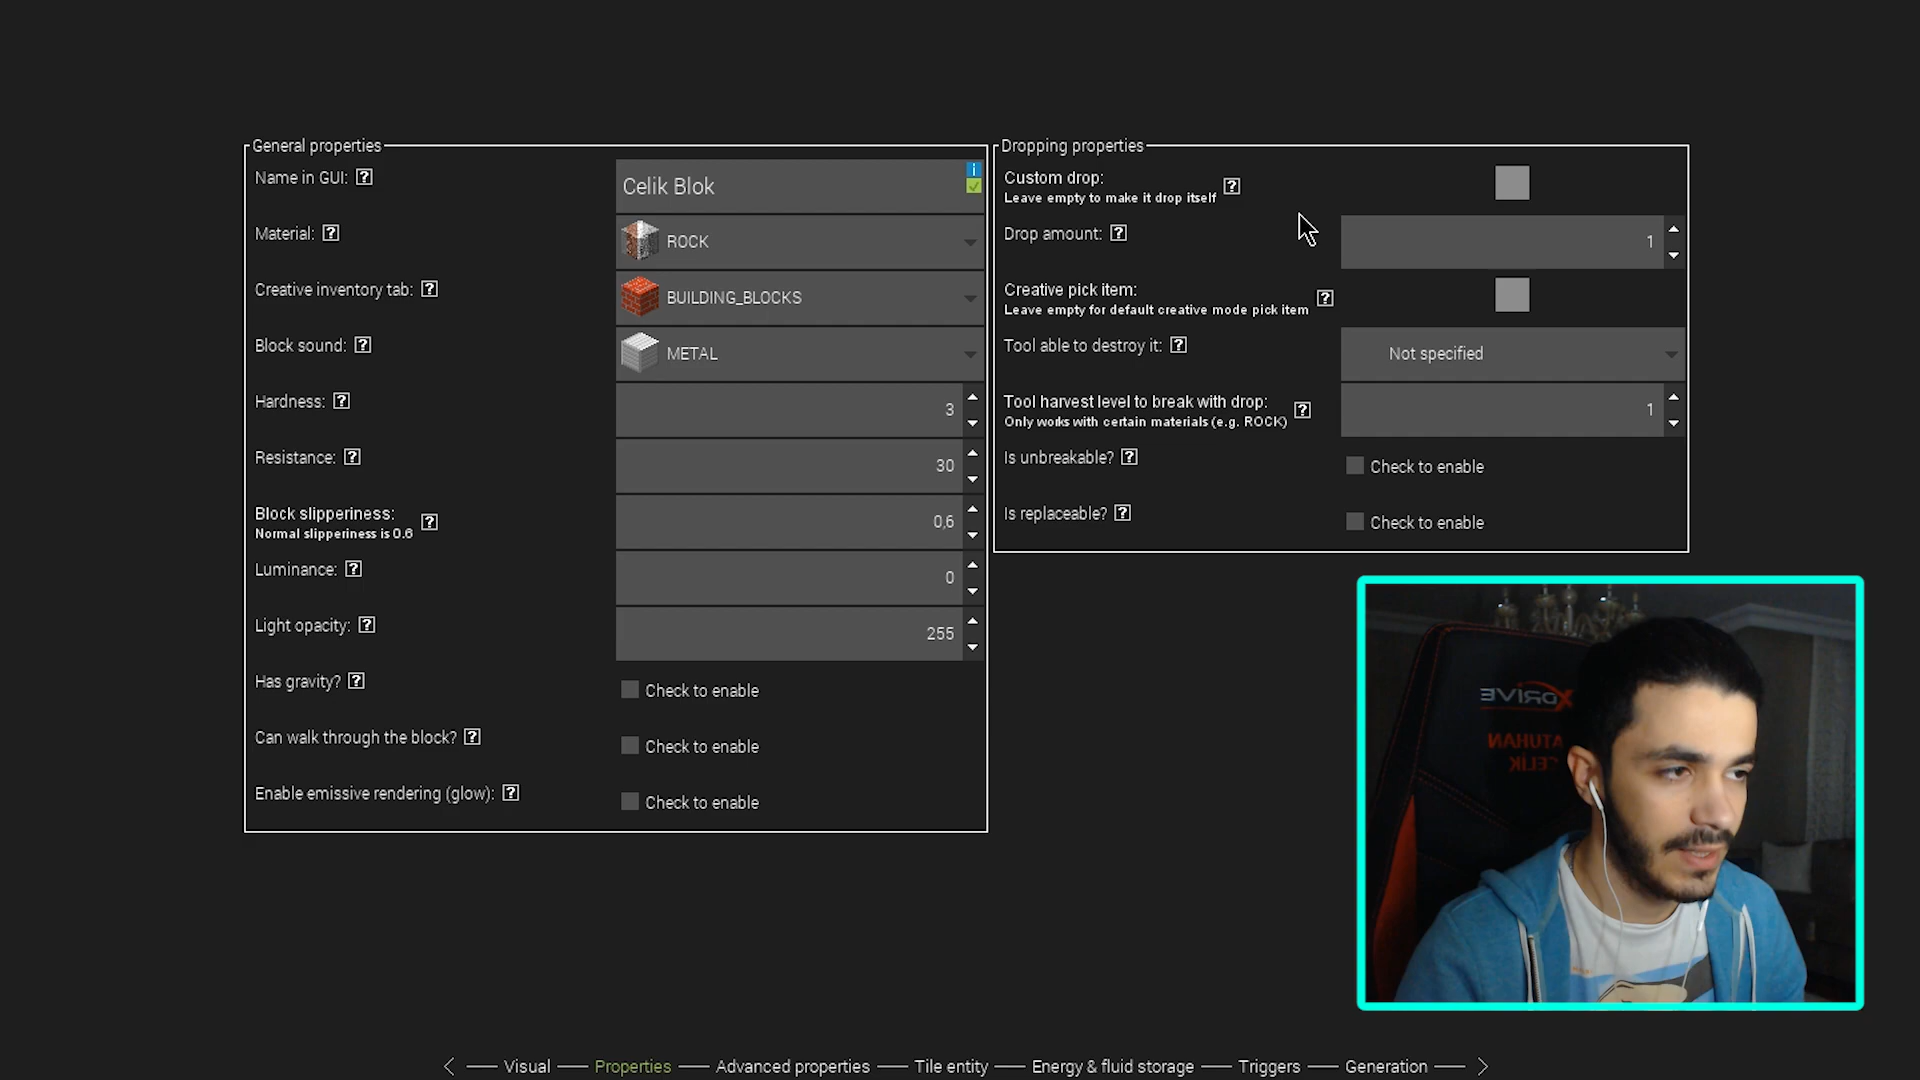 General properties
Name in GUI: ?
Celik Blok
Material: ?
ROCK
Creative inventory tab: ?
BUILDING_BLOCKS
Block sound: ?
METAL
Hardness: ?
3
Resistance: ?
30
Block slipperiness:
Normal slipperiness is 0.6
?
0,6
Luminance: ?
0
Light opacity: ?
255
Has gravity? ?
Check to enable
Can walk through the block? ?
Check to enable
Enable emissive rendering (glow): ?
Check to enable
Dropping properties
Custom drop:
Leave empty to make it drop itself
?
Drop amount: ?
1
Creative pick item:
Leave empty for default creative mode pick item
?
Tool able to destroy it: ?
Not specified
Tool harvest level to break with drop:
Only works with certain materials (e.g. ROCK)
?
1
Is unbreakable? ?
Check to enable
Is replaceable? ?
Check to enable
XDRIVE
Visual Properties Advanced properties Tile entity Energy & fluid storage Triggers Generation